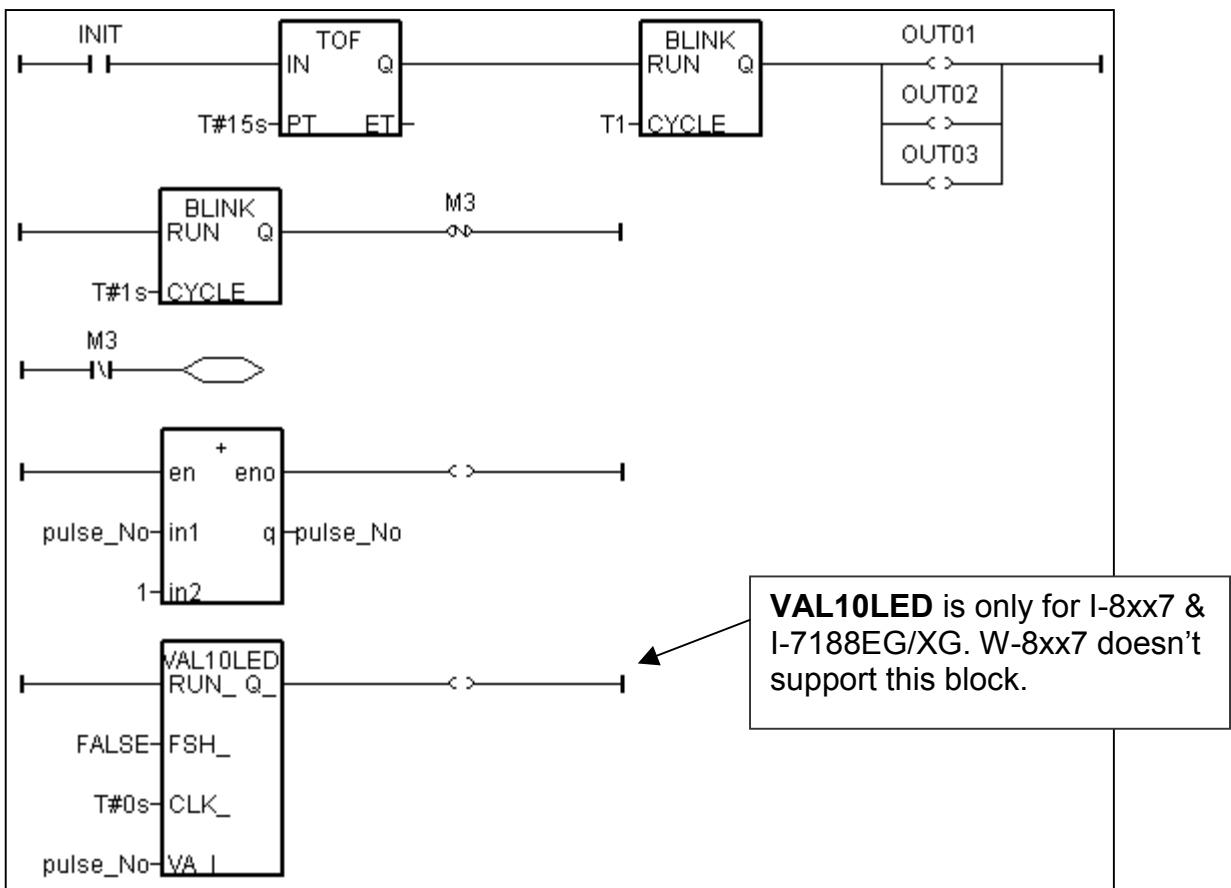 INIT
TOF
IN Q
T#15s PT ET
BLINK
RUN Q
T1 CYCLE
OUT01
OUT02
OUT03
BLINK
RUN Q
T#1s CYCLE
M3
M3
+
en eno
pulse_No in1 q pulse_No
1 in2
VAL10LED
RUN_ Q_
FALSE FSH_
T#0s CLK_
pulse_No VA_L
VAL10LED is only for I-8xx7 &
I-7188EG/XG. W-8xx7 doesn’t
support this block.